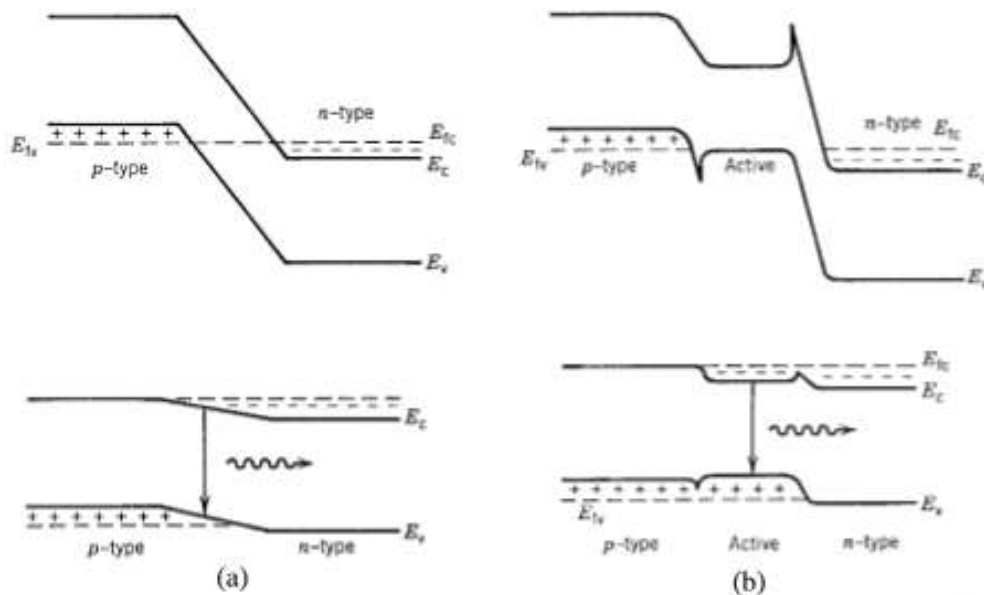 n-type
E_fc
E_fv
p-type
E_c
E_v
n-type
E_fc
E_fv
p-type
Active
E_c
E_v
E_c
E_v
p-type
n-type
(a)
E_fc
E_c
E_fv
E_v
p-type
Active
n-type
(b)